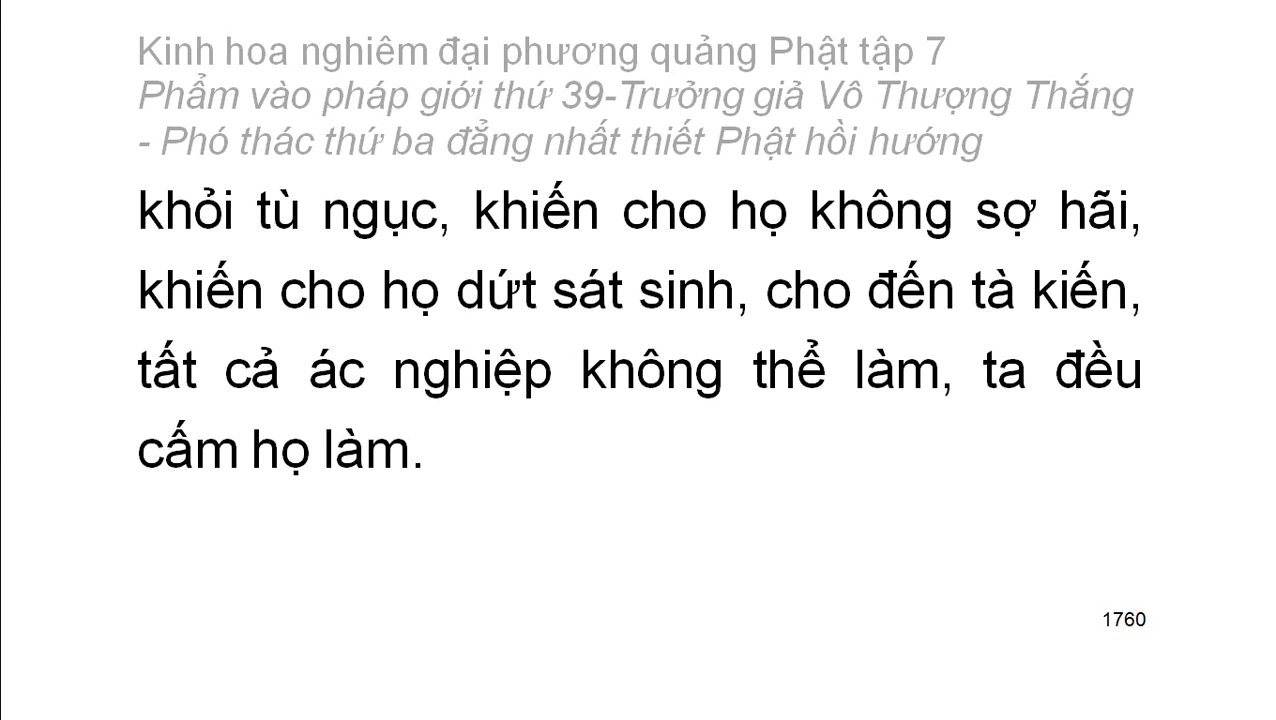 Kinh hoa nghiêm đại phương quảng Phật tập 7
Phẩm vào pháp giới thứ 39-Trưởng giả Vô Thượng Thắng
- Phó thác thứ ba đẳng nhất thiết Phật hồi hướng
khỏi tù ngục, khiến cho họ không sợ hãi,
khiến cho họ dứt sát sinh, cho đến tà kiến,
tất cả ác nghiệp không thể làm, ta đều
cấm họ làm.
1760